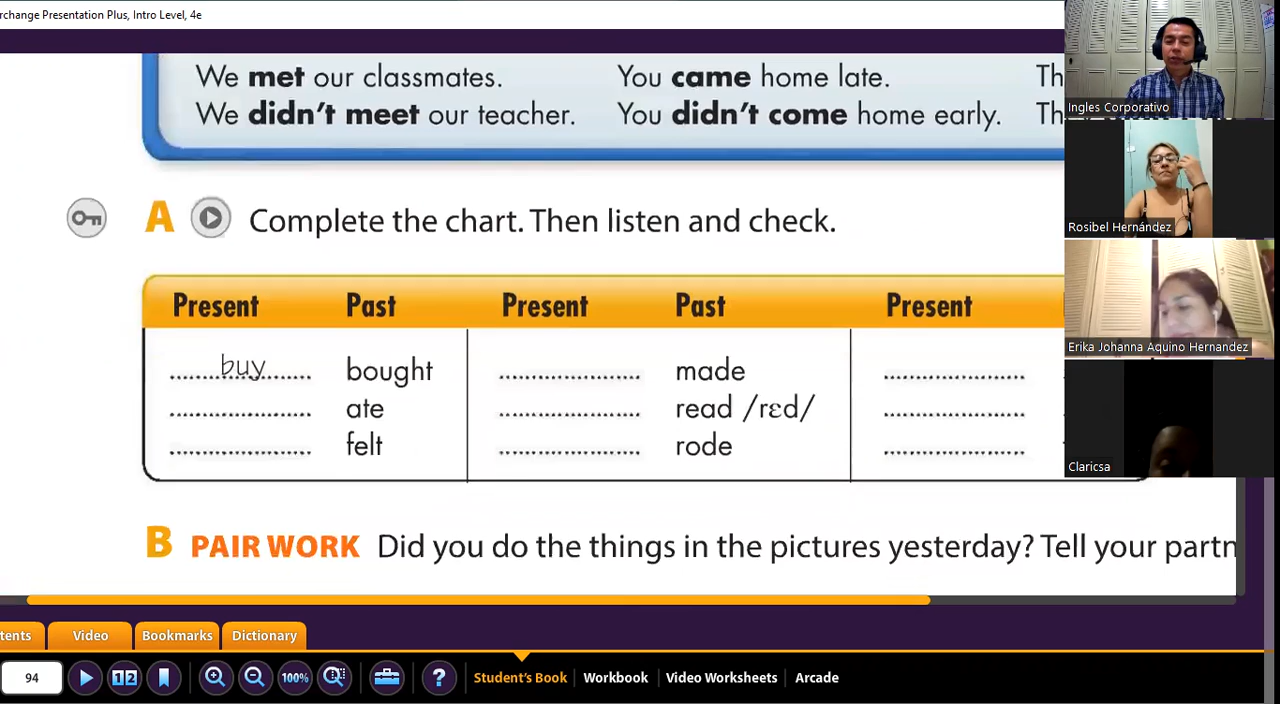 rchange Presentation Plus, Intro Level, 4e
We met our classmates. You came home late. Th
We didn't meet our teacher. You didn't come home early. Th
A Complete the chart. Then listen and check.
Present Past Present Past Present
buy bought made
ate read /rɛd/
felt rode
B PAIR WORK Did you do the things in the pictures yesterday? Tell your partn
tents Video Bookmarks Dictionary
94 1 2 100% ? Student's Book Workbook Video Worksheets Arcade
Ingles Corporativo
Rosibel Hernández
Erika Johanna Aquino Hernandez
Claricsa